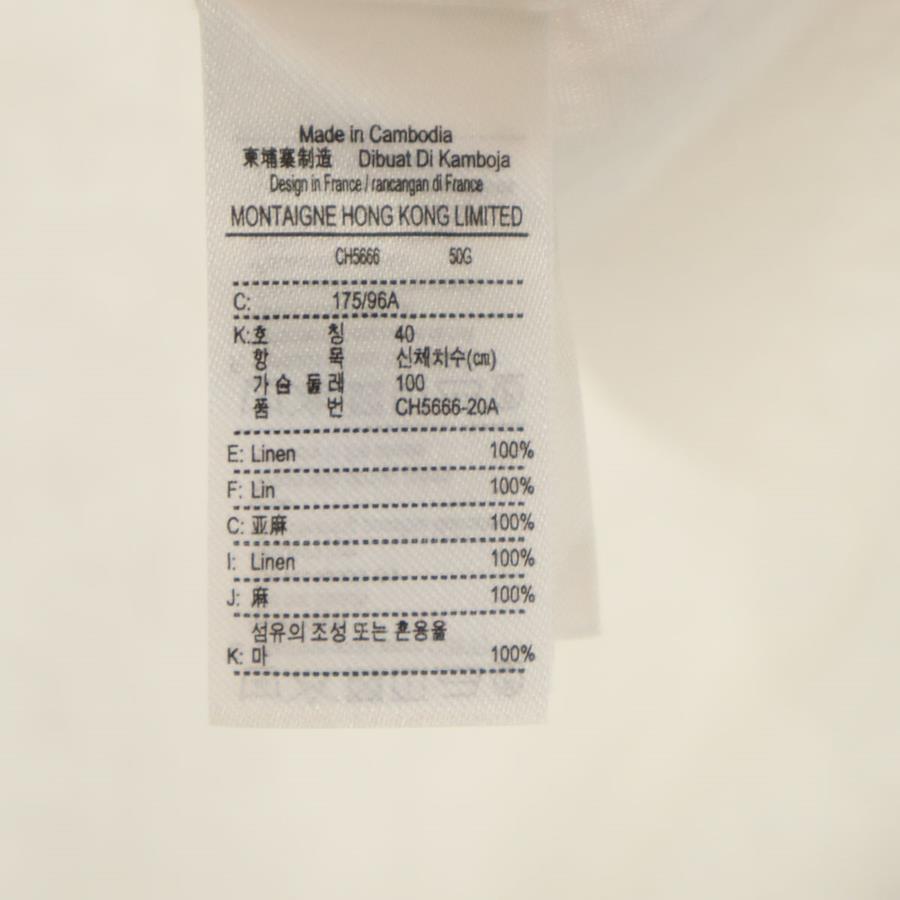 Made in Cambodia
柬埔寨制造 Dibuat Di Kamboja
Design in France / rancangan di France
MONTAIGNE HONG KONG LIMITED
CH5666 50G
C: 175/96A
K:호 칭 40
항 목 신체치수(㎝)
가슴 둘레 100
품 번 CH5666-20A
E: Linen 100%
F: Lin 100%
C: 亚麻 100%
I: Linen 100%
J: 麻 100%
섬유의 조성 또는 혼용율
K: 마 100%